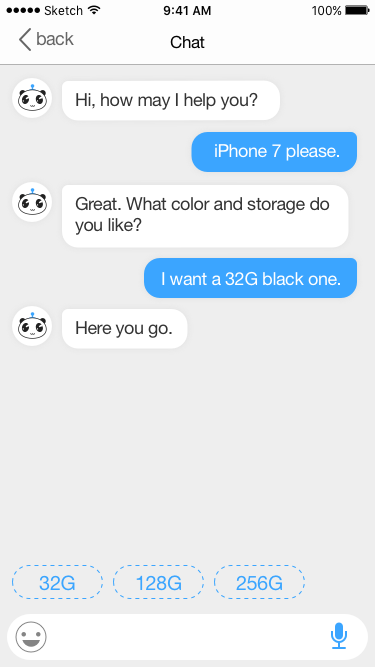 Sketch 9:41 AM 100%
back Chat
Hi, how may I help you?
iPhone 7 please.
Great. What color and storage do
you like?
I want a 32G black one.
Here you go.
32G 128G 256G